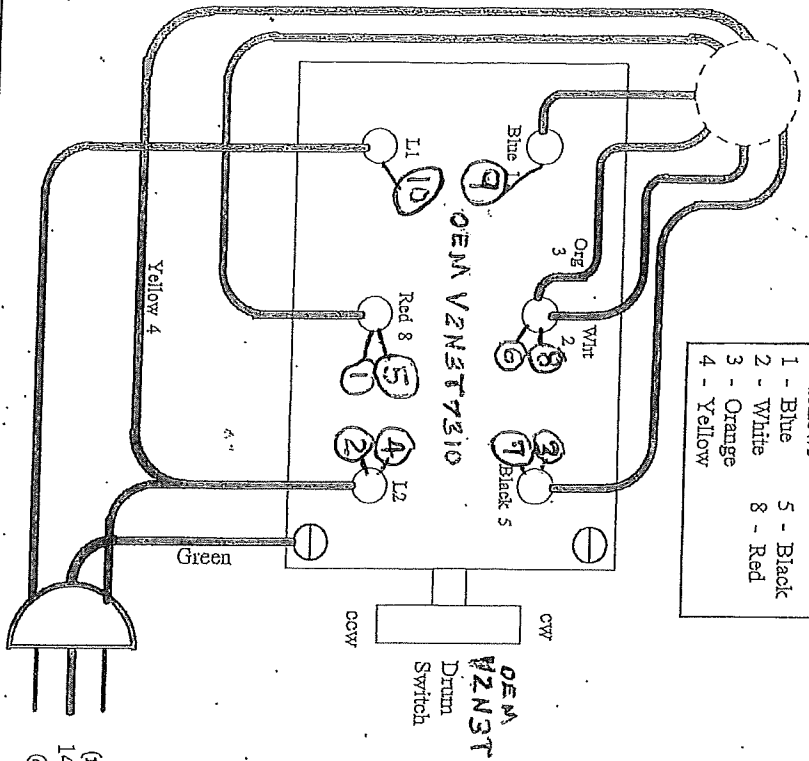 1 - Blue 5 - Black
2 - White 8 - Red
3 - Orange
4 - Yellow
Org
3
Wht
2
6
8
Blue 1
9
3
7
Black 5
OEM V2N3T7310
cw
OEM
V2N3T
Drum
Switch
ccw
L1
10
Red 8
1
5
2
4
L2
Green
Yellow 4
14